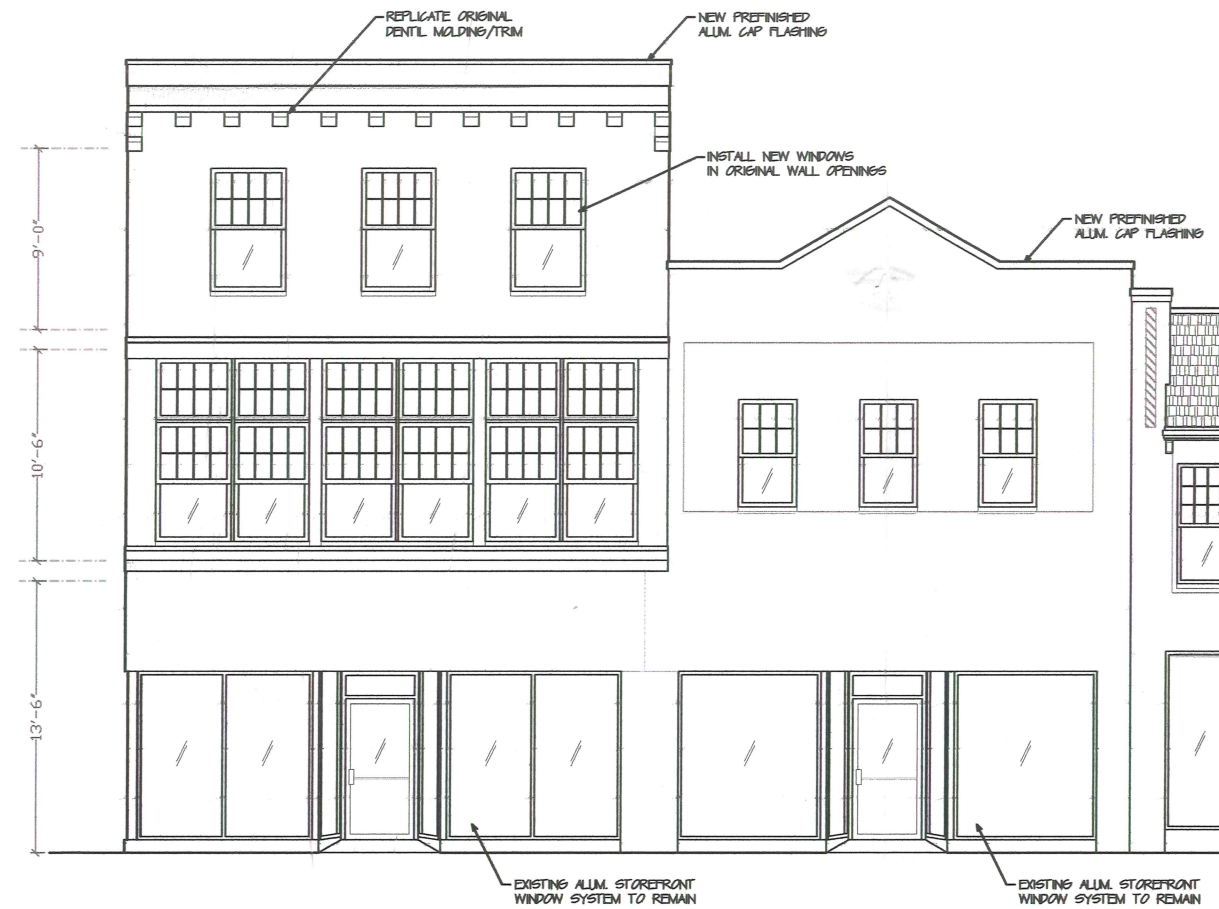 REPLICATE ORIGINAL
DENTIL MOLDING/TRIM
NEW PREFINISHED
ALUM. CAP FLASHING
INSTALL NEW WINDOWS
IN ORIGINAL WALL OPENINGS
NEW PREFINISHED
ALUM. CAP FLASHING
9'-0"
10'-6"
13'-6"
EXISTING ALUM. STOREFRONT
WINDOW SYSTEM TO REMAIN
EXISTING ALUM. STOREFRONT
WINDOW SYSTEM TO REMAIN